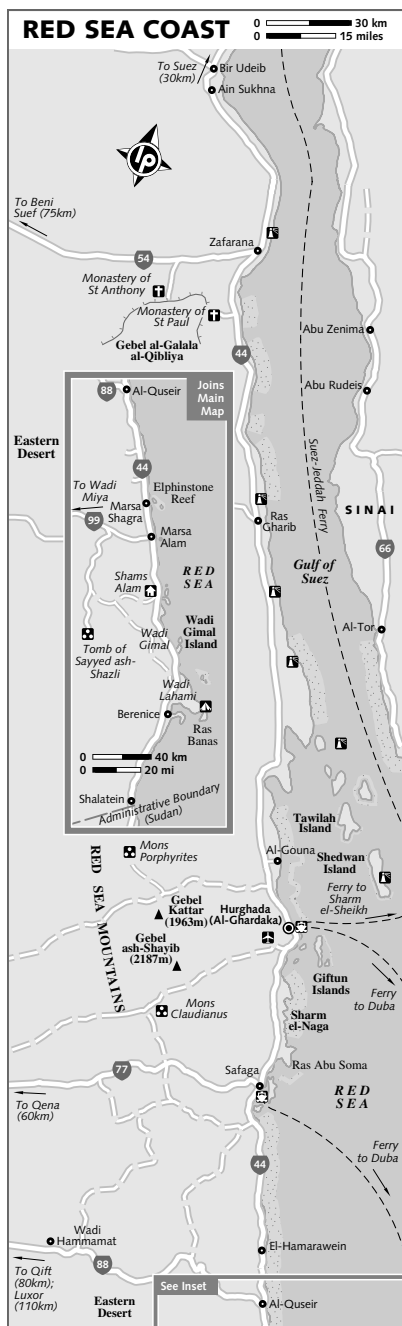 RED SEA COAST
0 30 km
0 15 miles
To Suez
(30km)
Bir Udeib
Ain Sukhna
lp
To Beni
Suef (75km)
Zafarana
54
Monastery of
St Anthony
Monastery of
St Paul
Abu Zenima
Gebel al-Galala
al-Qibliya
44
Abu Rudeis
88
Al-Quseir
Joins
Main
Map
Eastern
Desert
44
Elphinstone
Reef
To Wadi
Miya
Marsa
Shagra
99
Marsa
Alam
RED
SEA
Shams
Alam
Wadi
Gimal
Wadi
Gimal
Island
Tomb of
Sayyed ash-
Shazli
Wadi
Lahami
Berenice
Ras
Banas
0 40 km
0 20 mi
Shalatein
Administrative Boundary
(Sudan)
Suez-Jeddah Ferry
Ras
Gharib
SINAI
66
Gulf of
Suez
Al-Tor
Tawilah
Island
Al-Gouna
Shedwan
Island
Mons
Porphyrites
RED SEA MOUNTAINS
Gebel
Kattar
(1963m)
Hurghada
(Al-Ghardaka)
Ferry to
Sharm
el-Sheikh
Gebel
ash-Shayib
(2187m)
Giftun
Islands
Ferry
to Duba
Mons
Claudianus
Sharm
el-Naga
Ras Abu Soma
77
Safaga
RED
SEA
To Qena
(60km)
Ferry
to Duba
44
Wadi
Hammamat
El-Hamarawein
88
To Qift
(80km);
Luxor
(110km)
Eastern
Desert
See Inset
Al-Quseir